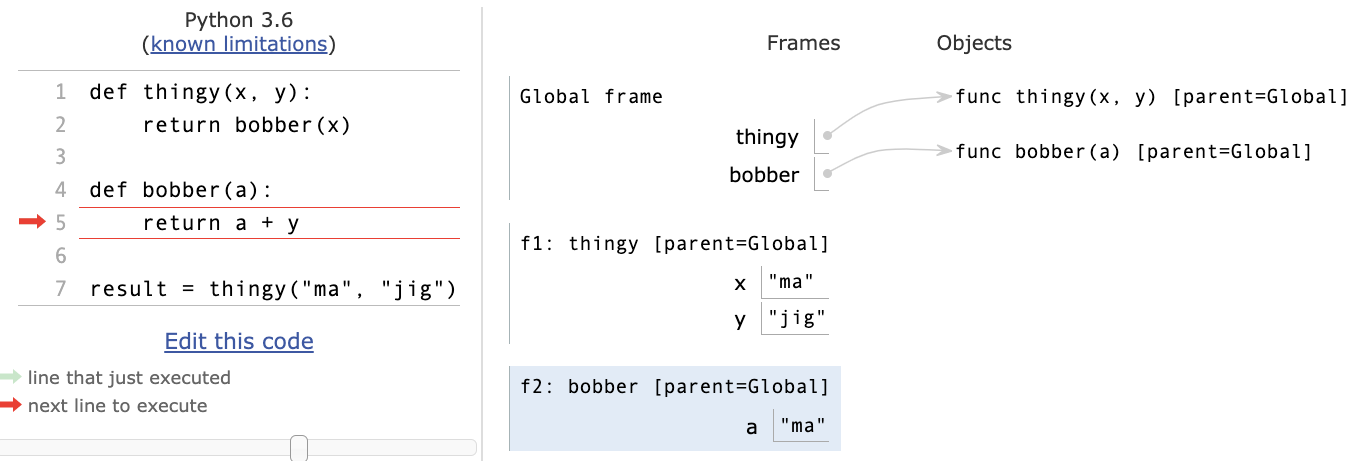 Python 3.6
(known limitations)
1 def thingy(x, y):
2     return bobber(x)
3
4 def bobber(a):
5     return a + y
6
7 result = thingy("ma", "jig")
Edit this code
line that just executed
next line to execute
Frames Objects
Global frame
thingy
bobber
func thingy(x, y) [parent=Global]
func bobber(a) [parent=Global]
f1: thingy [parent=Global]
x "ma"
y "jig"
f2: bobber [parent=Global]
a "ma"